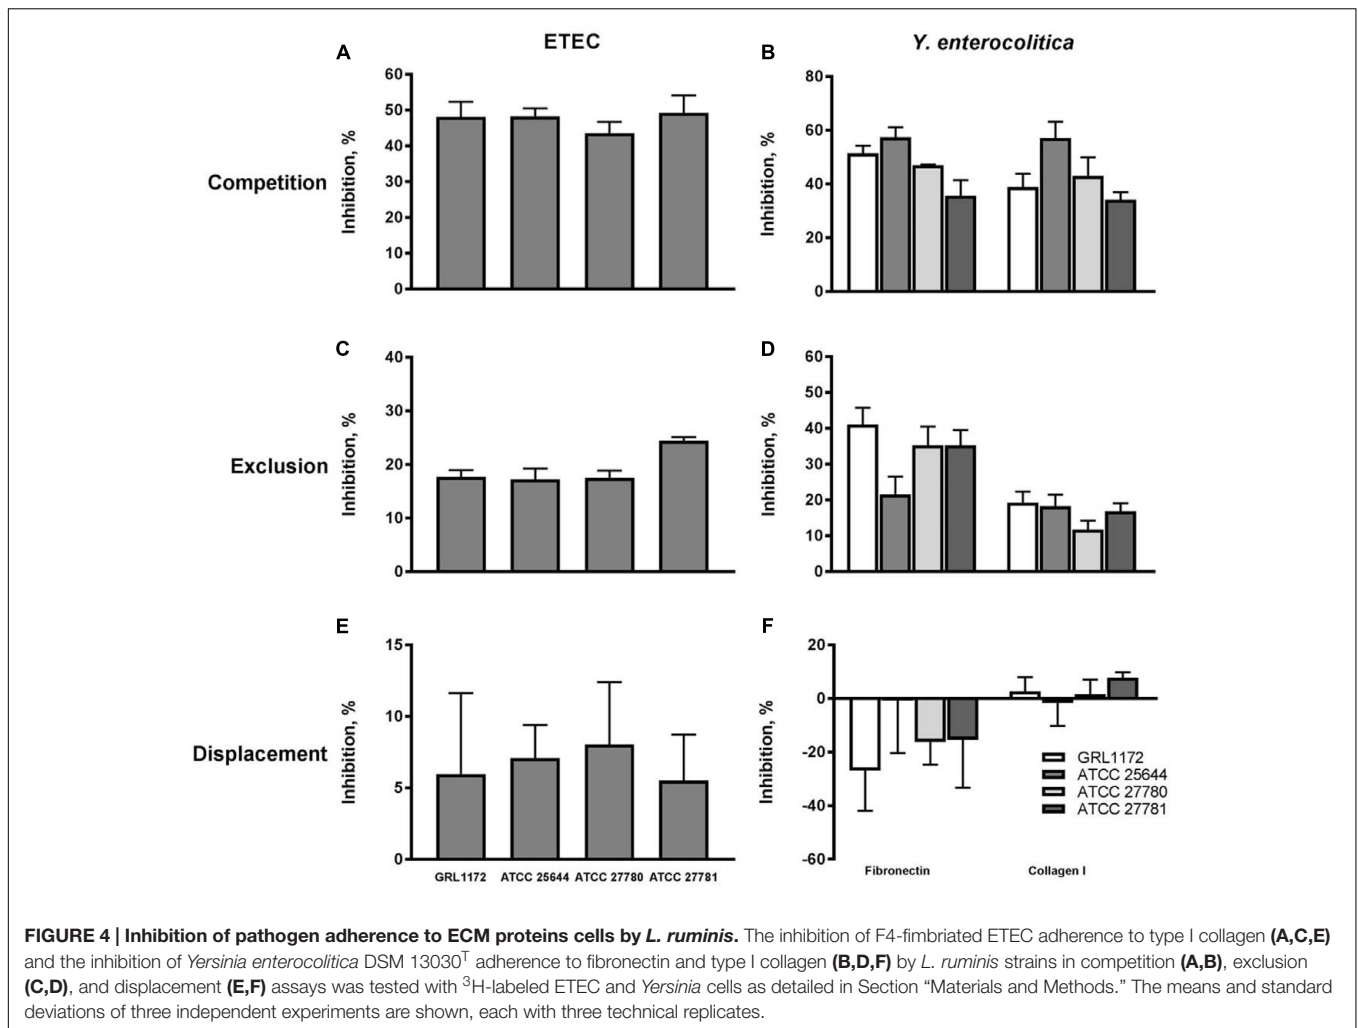 ETEC
Y. enterocolitica
A
B
Competition
Inhibition, %
60
50
40
30
20
10
0
Inhibition, %
80
60
40
20
0
C
D
Exclusion
Inhibition, %
40
30
20
10
0
Inhibition, %
60
50
40
30
20
10
0
E
F
Displacement
Inhibition, %
15
10
5
0
GRL1172 ATCC 25644 ATCC 27780 ATCC 27781
Inhibition, %
20
0
-20
-40
-60
GRL1172
ATCC 25644
ATCC 27780
ATCC 27781
Fibronectin Collagen I
FIGURE 4 | Inhibition of pathogen adherence to ECM proteins cells by L. ruminis. The inhibition of F4-fimbriated ETEC adherence to type I collagen (A,C,E)
and the inhibition of Yersinia enterocolitica DSM 13030ᵀ adherence to fibronectin and type I collagen (B,D,F) by L. ruminis strains in competition (A,B), exclusion
(C,D), and displacement (E,F) assays was tested with ³H-labeled ETEC and Yersinia cells as detailed in Section “Materials and Methods.” The means and standard
deviations of three independent experiments are shown, each with three technical replicates.